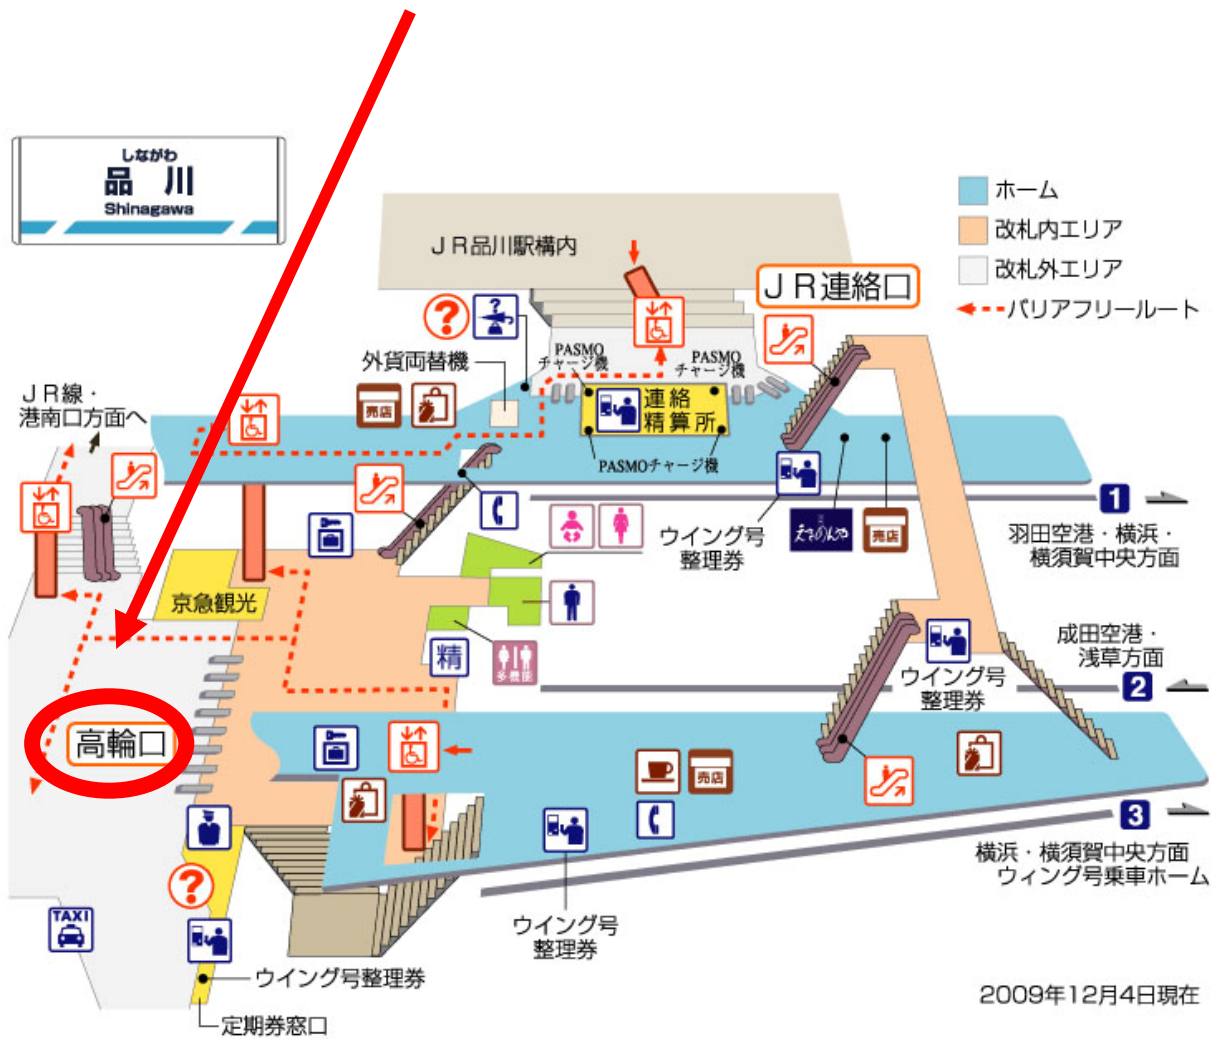 しながわ
品川
Shinagawa
ホーム
改札内エリア
改札外エリア
バリアフリールート
JR品川駅構内
JR連絡口
?
?
外貨両替機
PASMO
チャージ機
PASMO
チャージ機
連絡
精算所
PASMOチャージ機
売店
JR線・
港南口方面へ
ウイング号
整理券
えきめんや
売店
1
羽田空港・横浜・
横須賀中央方面
京急観光
精
多機能
ウイング号
整理券
成田空港・
浅草方面
2
高輪口
売店
3
横浜・横須賀中央方面
ウィング号乗車ホーム
?
TAXI
ウイング号
整理券
ウイング号整理券
定期券窓口
2009年12月4日現在